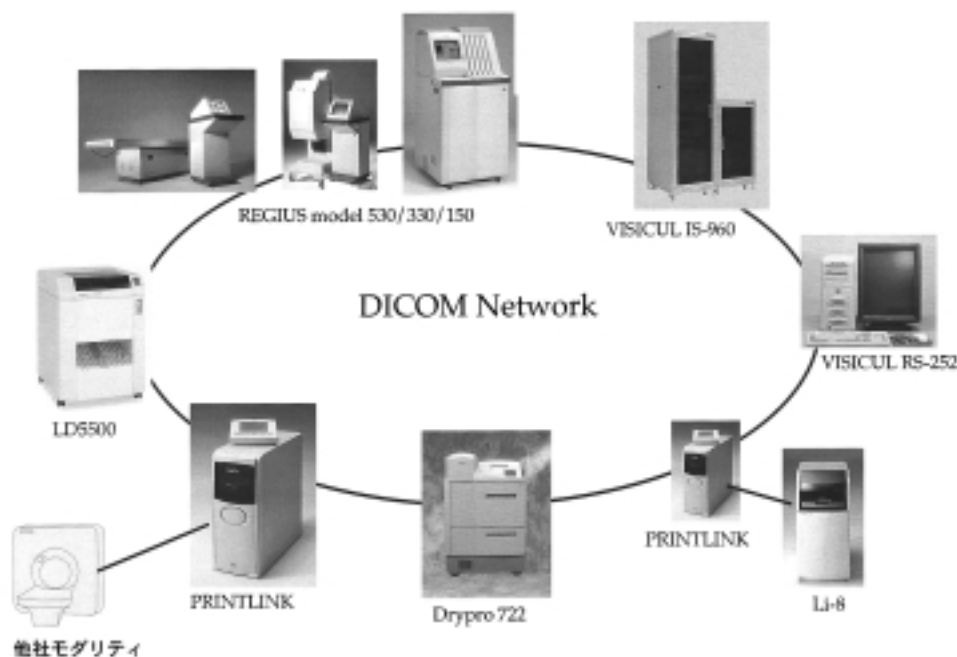 REGIUS model 530/330/150
VISICUL IS-960
DICOM Network
VISICUL RS-252
LD5500
PRINTLINK
PRINTLINK
Drypro 722
Li-8
他社モダリティ